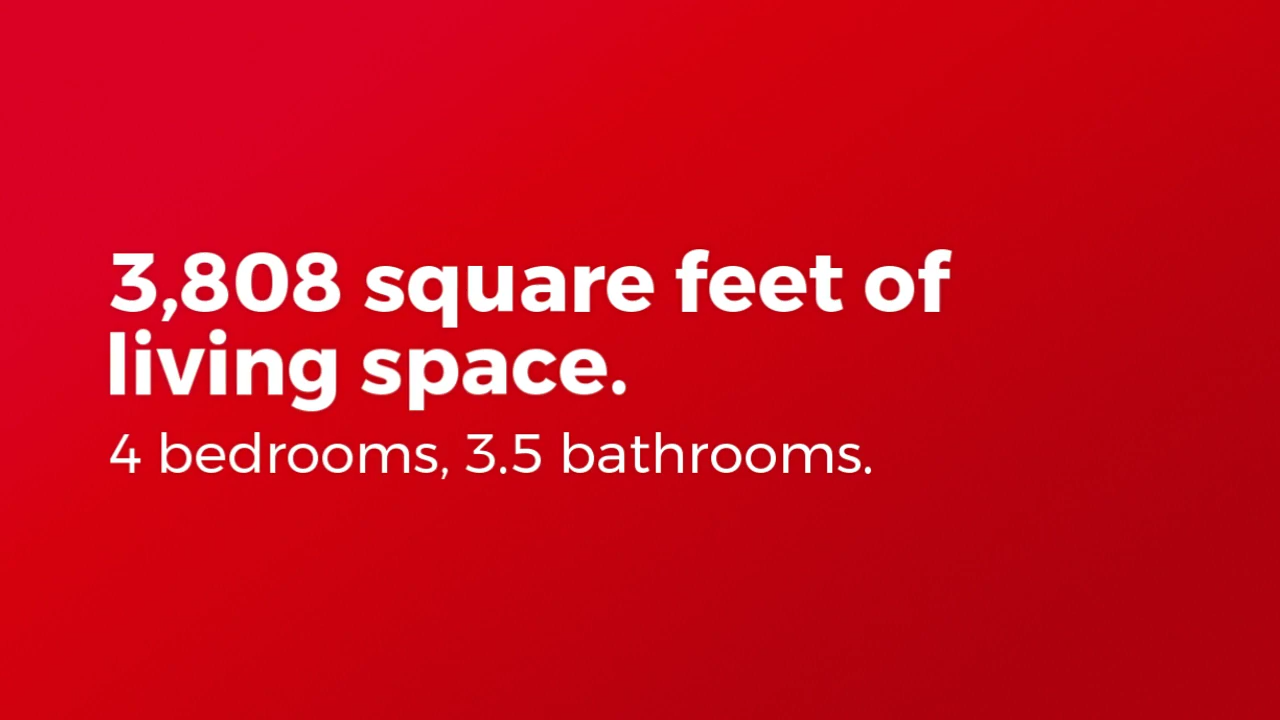 3,808 square feet of
living space.
4 bedrooms, 3.5 bathrooms.